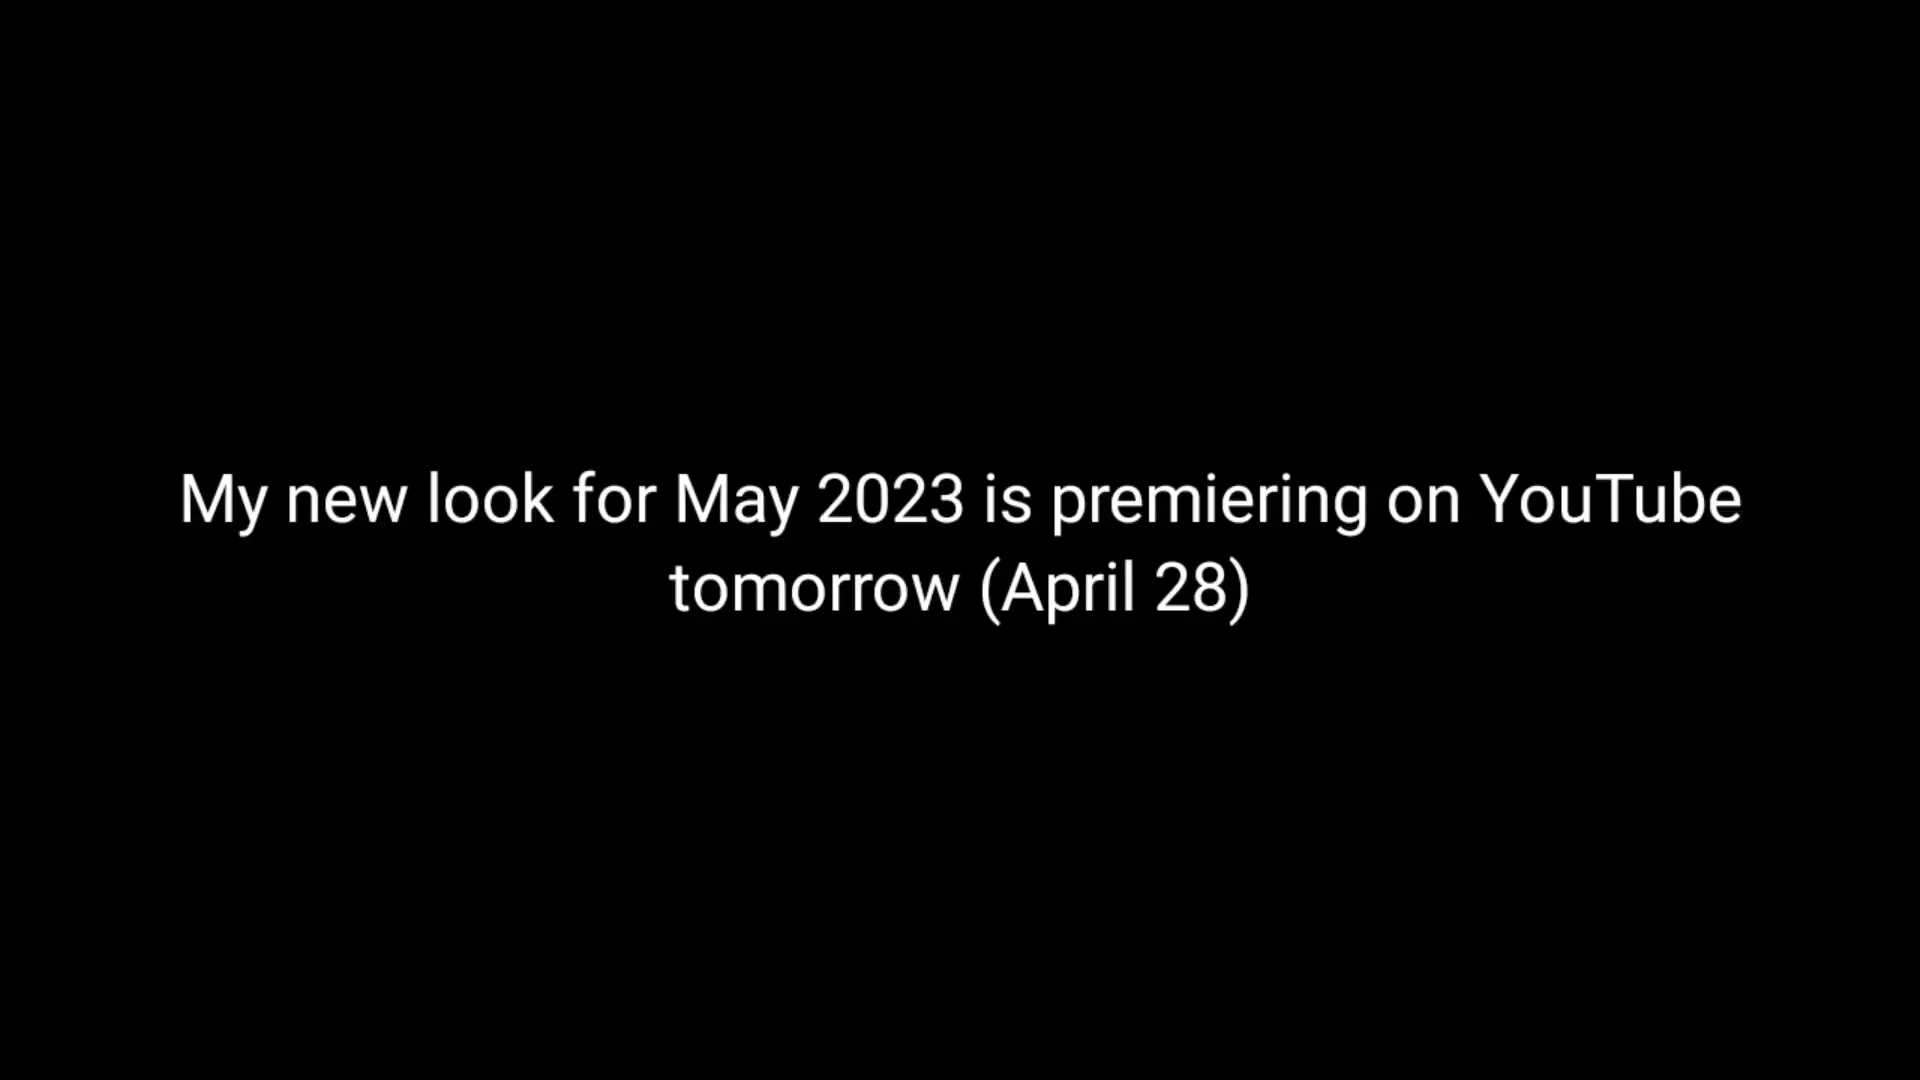 My new look for May 2023 is premiering on YouTube
tomorrow (April 28)